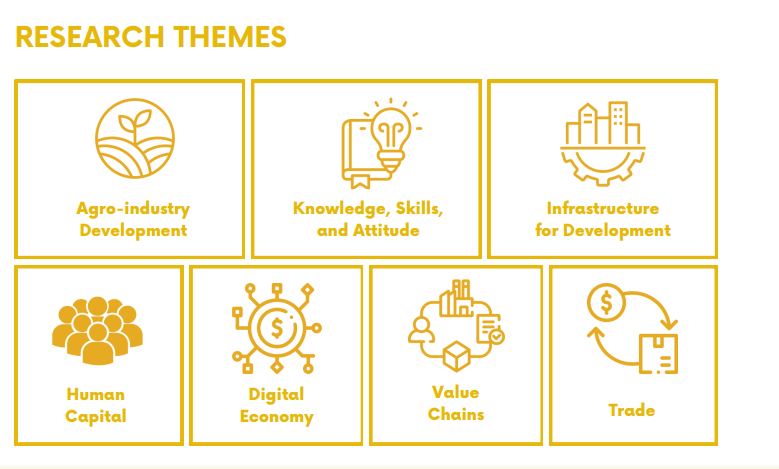 RESEARCH THEMES
Agro-industry
Development
Knowledge, Skills,
and Attitude
Infrastructure
for Development
Human
Capital
$
Digital
Economy
Value
Chains
$
Trade